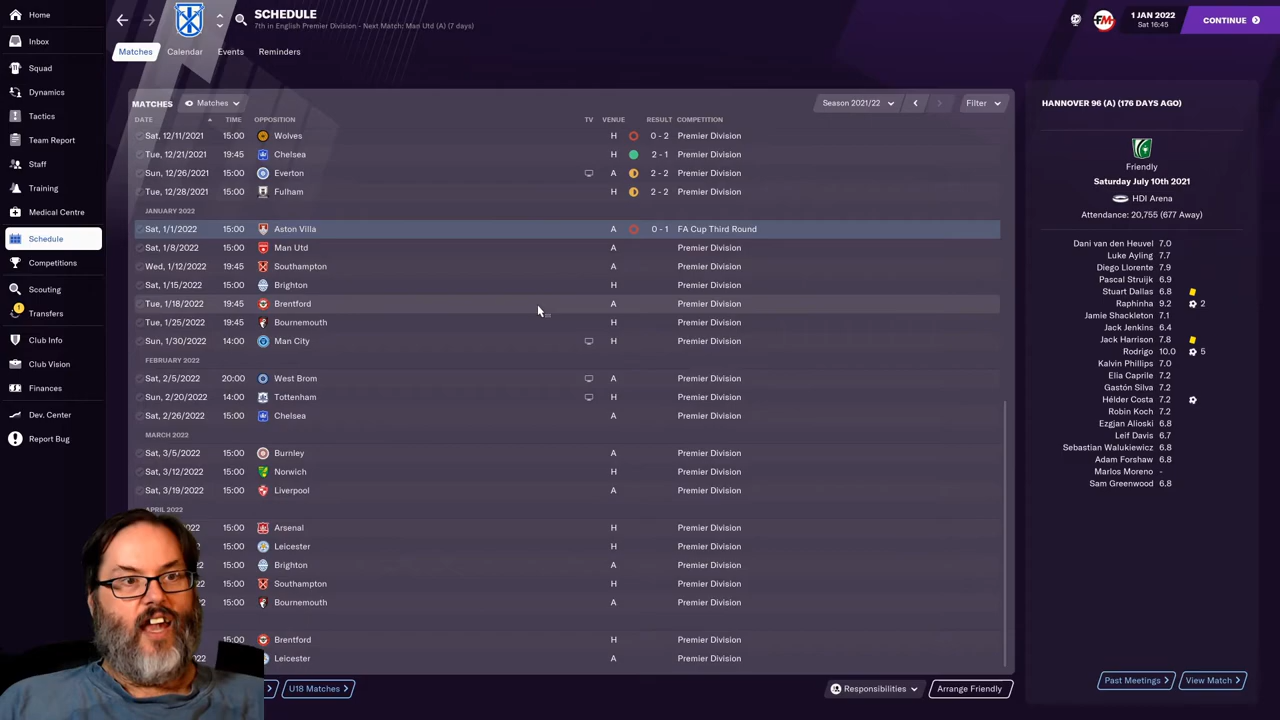 Home
Inbox
Squad
Dynamics
Tactics
Team Report
Staff
Training
Medical Centre
Schedule
Competitions
Scouting
1
Transfers
Club Info
Club Vision
Finances
Dev. Center
Report Bug
SCHEDULE
7th in English Premier Division - Next Match: Man Utd (A) (7 days)
FM
1 JAN 2022
Sat 16:45
CONTINUE
Matches Calendar Events Reminders
MATCHES Matches Season 2021/22 Filter
DATE TIME OPPOSITION TV VENUE RESULT COMPETITION
Sat, 12/11/2021 15:00 Wolves H 0 - 2 Premier Division
Tue, 12/21/2021 19:45 Chelsea H 2 - 1 Premier Division
Sun, 12/26/2021 15:00 Everton A 2 - 2 Premier Division
Tue, 12/28/2021 15:00 Fulham H 2 - 2 Premier Division
JANUARY 2022
Sat, 1/1/2022 15:00 Aston Villa A 0 - 1 FA Cup Third Round
Sat, 1/8/2022 15:00 Man Utd A Premier Division
Wed, 1/12/2022 19:45 Southampton A Premier Division
Sat, 1/15/2022 15:00 Brighton A Premier Division
Tue, 1/18/2022 19:45 Brentford A Premier Division
Tue, 1/25/2022 19:45 Bournemouth H Premier Division
Sun, 1/30/2022 14:00 Man City H Premier Division
FEBRUARY 2022
Sat, 2/5/2022 20:00 West Brom A Premier Division
Sun, 2/20/2022 14:00 Tottenham H Premier Division
Sat, 2/26/2022 15:00 Chelsea A Premier Division
MARCH 2022
Sat, 3/5/2022 15:00 Burnley A Premier Division
Sat, 3/12/2022 15:00 Norwich H Premier Division
Sat, 3/19/2022 15:00 Liverpool A Premier Division
APRIL 2022
2022 15:00 Arsenal H Premier Division
2022 15:00 Leicester H Premier Division
022 15:00 Brighton A Premier Division
022 15:00 Southampton H Premier Division
022 15:00 Bournemouth A Premier Division
15:00 Brentford H Premier Division
022 15:00 Leicester A Premier Division
U18 Matches
Responsibilities
Arrange Friendly
HANNOVER 96 (A) (176 DAYS AGO)
Friendly
Saturday July 10th 2021
HDI Arena
Attendance: 20,755 (677 Away)
Dani van den Heuvel 7.0
Luke Ayling 7.7
Diego Llorente 7.9
Pascal Struijk 6.9
Stuart Dallas 6.8
Raphinha 9.2 2
Jamie Shackleton 7.1
Jack Jenkins 6.4
Jack Harrison 7.8
Rodrigo 10.0 5
Kalvin Phillips 7.0
Elia Caprile 7.2
Gastón Silva 7.2
Hélder Costa 7.2
Robin Koch 7.2
Ezgjan Alioski 6.8
Leif Davis 6.7
Sebastian Walukiewicz 6.8
Adam Forshaw 6.8
Marlos Moreno -
Sam Greenwood 6.8
Past Meetings
View Match